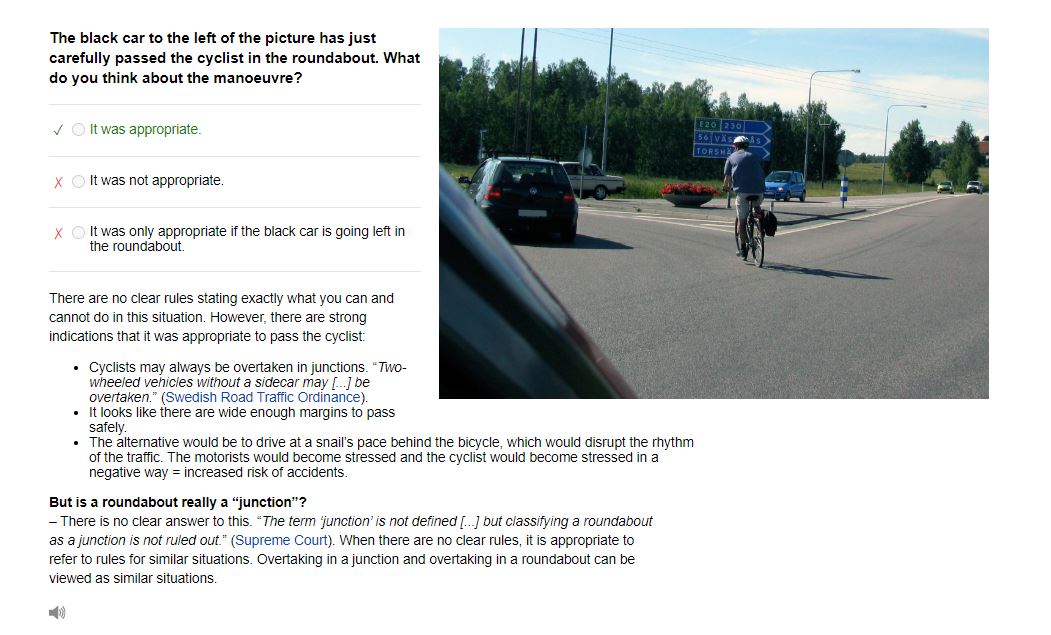 The black car to the left of the picture has just
carefully passed the cyclist in the roundabout. What
do you think about the manoeuvre?
✓ It was appropriate.
✗ It was not appropriate.
✗ It was only appropriate if the black car is going left in
the roundabout.
There are no clear rules stating exactly what you can and
cannot do in this situation. However, there are strong
indications that it was appropriate to pass the cyclist:
• Cyclists may always be overtaken in junctions. “Two-
wheeled vehicles without a sidecar may [...] be
overtaken.” (Swedish Road Traffic Ordinance).
• It looks like there are wide enough margins to pass
safely.
• The alternative would be to drive at a snail’s pace behind the bicycle, which would disrupt the rhythm
of the traffic. The motorists would become stressed and the cyclist would become stressed in a
negative way = increased risk of accidents.
But is a roundabout really a “junction”?
– There is no clear answer to this. “The term ‘junction’ is not defined [...] but classifying a roundabout
as a junction is not ruled out.” (Supreme Court). When there are no clear rules, it is appropriate to
refer to rules for similar situations. Overtaking in a junction and overtaking in a roundabout can be
viewed as similar situations.
E20 230
56